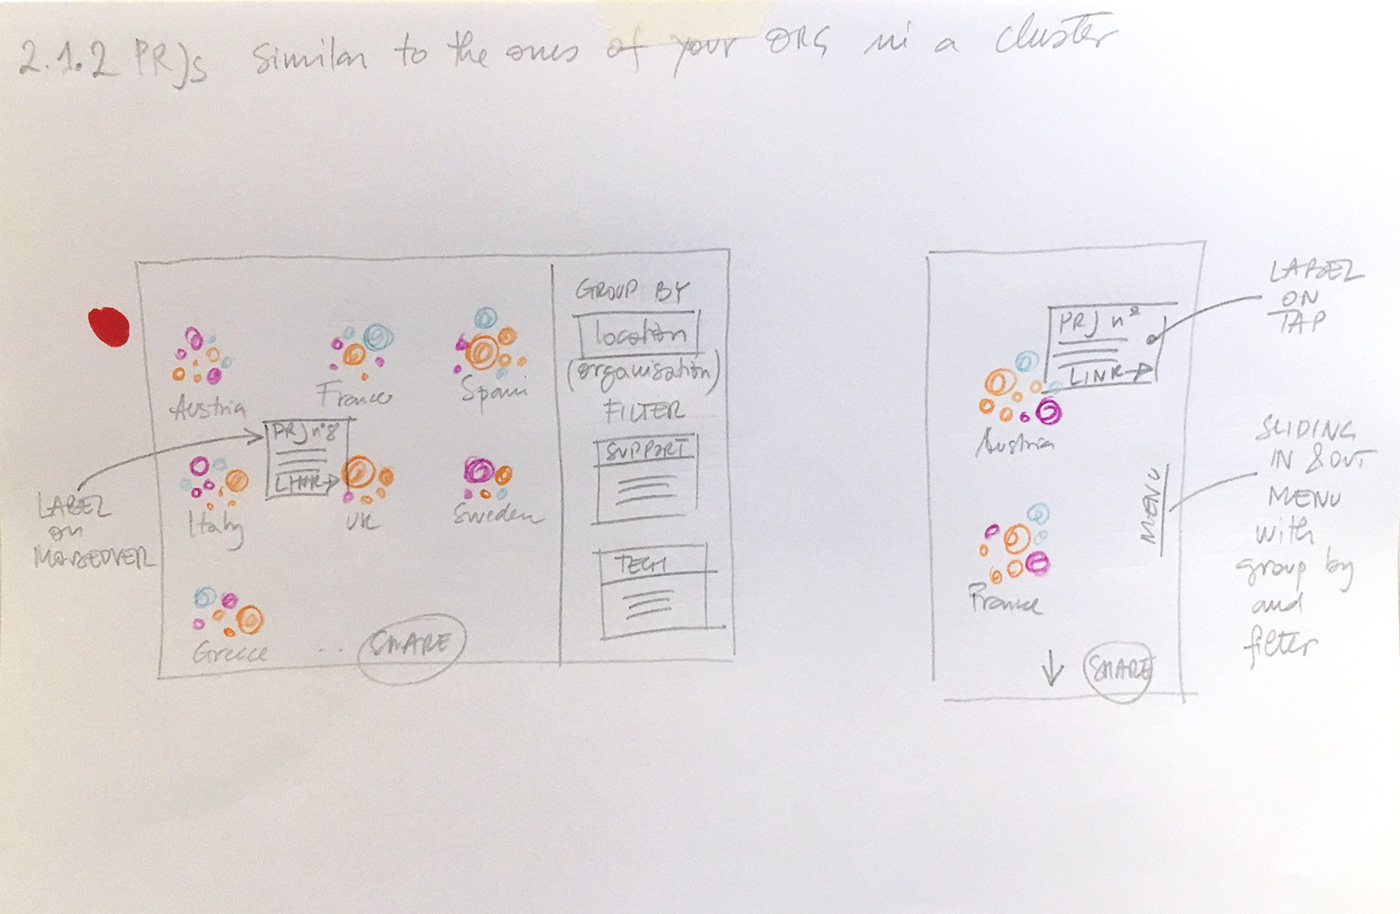 2.1.2 PRJs similar to the ones of your ORG in a cluster
Austria
France
Spain
PRJ n°8
LINK
Italy
UK
Sweden
Greece
..
SHARE
LABEL
on
MOUSEOVER
GROUP BY
location
(organisation)
FILTER
SUPPORT
TECH
PRJ n°
LINK
Austria
France
MENU
SHARE
LABEL
ON
TAP
SLIDING
IN & OUT
MENU
with
group by
and
filter